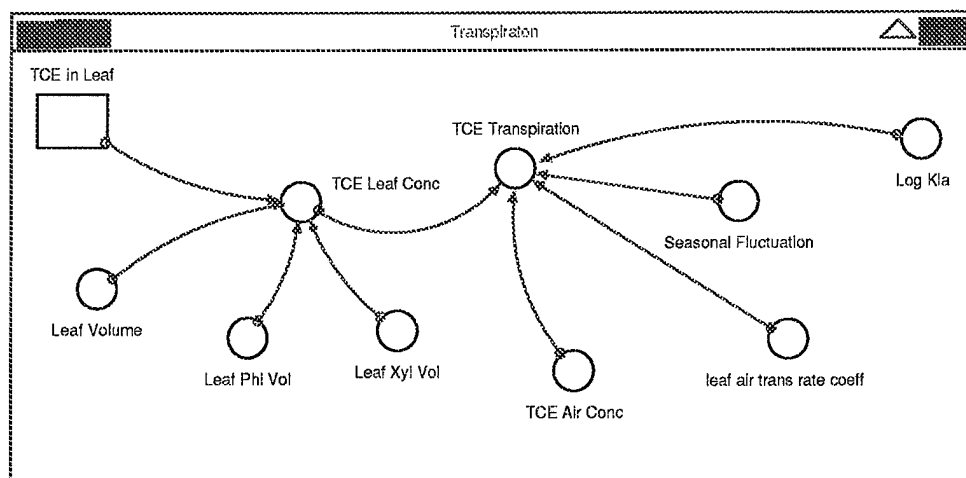 Transpiraton
TCE in Leaf
TCE Transpiration
TCE Leaf Conc
Log Kla
Seasonal Fluctuation
Leaf Volume
Leaf Phl Vol
Leaf Xyl Vol
leaf air trans rate coeff
TCE Air Conc